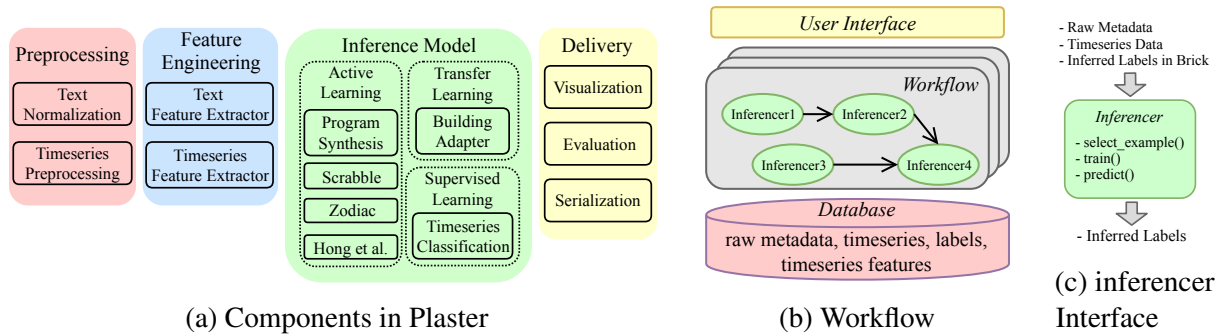 Preprocessing
Text
Normalization
Timeseries
Preprocessing
Feature
Engineering
Text
Feature Extractor
Timeseries
Feature Extractor
Inference Model
Active
Learning
Program
Synthesis
Scrabble
Zodiac
Hong et al.
Transfer
Learning
Building
Adapter
Supervised
Learning
Timeseries
Classification
Delivery
Visualization
Evaluation
Serialization
(a) Components in Plaster
User Interface
Workflow
Inferencer1
Inferencer2
Inferencer3
Inferencer4
Database
raw metadata, timeseries, labels,
timeseries features
(b) Workflow
- Raw Metadata
- Timeseries Data
- Inferred Labels in Brick
Inferencer
- select_example()
- train()
- predict()
- Inferred Labels
(c) inferencer
Interface